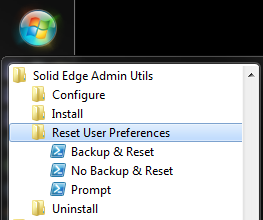 Solid Edge Admin Utils
Configure
Install
Reset User Preferences
Backup & Reset
No Backup & Reset
Prompt
Uninstall